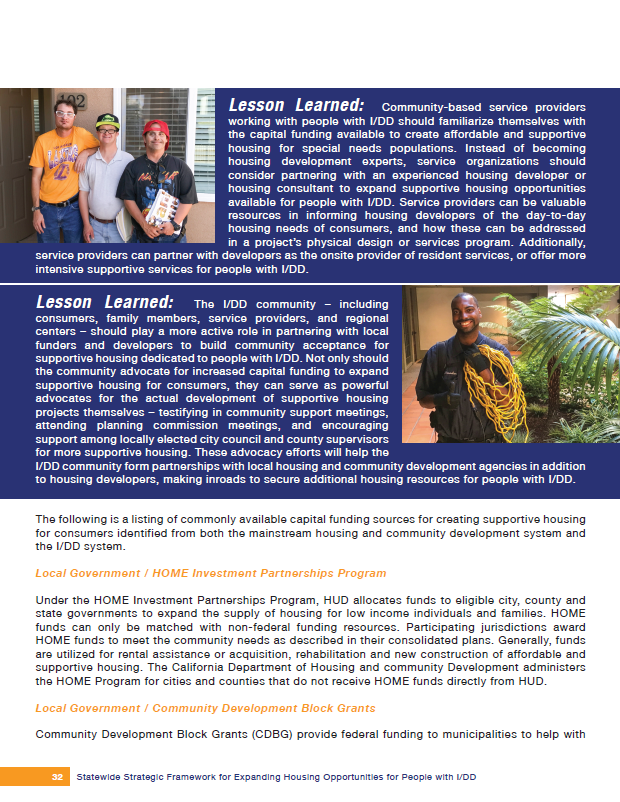 102
LAKERS
Lesson Learned: Community-based service providers
working with people with I/DD should familiarize themselves with
the capital funding available to create affordable and supportive
housing for special needs populations. Instead of becoming
housing development experts, service organizations should
consider partnering with an experienced housing developer or
housing consultant to expand supportive housing opportunities
available for people with I/DD. Service providers can be valuable
resources in informing housing developers of the day-to-day
housing needs of consumers, and how these can be addressed
in a project's physical design or services program. Additionally,
service providers can partner with developers as the onsite provider of resident services, or offer more
intensive supportive services for people with I/DD.
Lesson Learned: The I/DD community – including
consumers, family members, service providers, and regional
centers – should play a more active role in partnering with local
funders and developers to build community acceptance for
supportive housing dedicated to people with I/DD. Not only should
the community advocate for increased capital funding to expand
supportive housing for consumers, they can serve as powerful
advocates for the actual development of supportive housing
projects themselves – testifying in community support meetings,
attending planning commission meetings, and encouraging
support among locally elected city council and county supervisors
for more supportive housing. These advocacy efforts will help the
I/DD community form partnerships with local housing and community development agencies in addition
to housing developers, making inroads to secure additional housing resources for people with I/DD.
The following is a listing of commonly available capital funding sources for creating supportive housing
for consumers identified from both the mainstream housing and community development system and
the I/DD system.
Local Government / HOME Investment Partnerships Program
Under the HOME Investment Partnerships Program, HUD allocates funds to eligible city, county and
state governments to expand the supply of housing for low income individuals and families. HOME
funds can only be matched with non-federal funding resources. Participating jurisdictions award
HOME funds to meet the community needs as described in their consolidated plans. Generally, funds
are utilized for rental assistance or acquisition, rehabilitation and new construction of affordable and
supportive housing. The California Department of Housing and community Development administers
the HOME Program for cities and counties that do not receive HOME funds directly from HUD.
Local Government / Community Development Block Grants
Community Development Block Grants (CDBG) provide federal funding to municipalities to help with
32 Statewide Strategic Framework for Expanding Housing Opportunities for People with I/DD